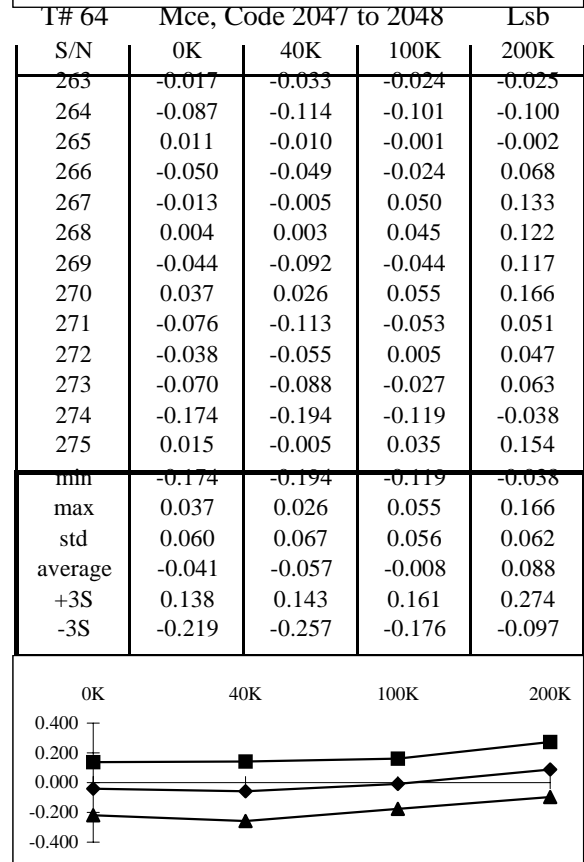 T# 64 Mce, Code 2047 to 2048 Lsb
S/N 0K 40K 100K 200K
263 -0.017 -0.033 -0.024 -0.025
264 -0.087 -0.114 -0.101 -0.100
265 0.011 -0.010 -0.001 -0.002
266 -0.050 -0.049 -0.024 0.068
267 -0.013 -0.005 0.050 0.133
268 0.004 0.003 0.045 0.122
269 -0.044 -0.092 -0.044 0.117
270 0.037 0.026 0.055 0.166
271 -0.076 -0.113 -0.053 0.051
272 -0.038 -0.055 0.005 0.047
273 -0.070 -0.088 -0.027 0.063
274 -0.174 -0.194 -0.119 -0.038
275 0.015 -0.005 0.035 0.154
min -0.174 -0.194 -0.119 -0.038
max 0.037 0.026 0.055 0.166
std 0.060 0.067 0.056 0.062
average -0.041 -0.057 -0.008 0.088
+3S 0.138 0.143 0.161 0.274
-3S -0.219 -0.257 -0.176 -0.097
0K 40K 100K 200K
0.400
0.200
0.000
-0.200
-0.400